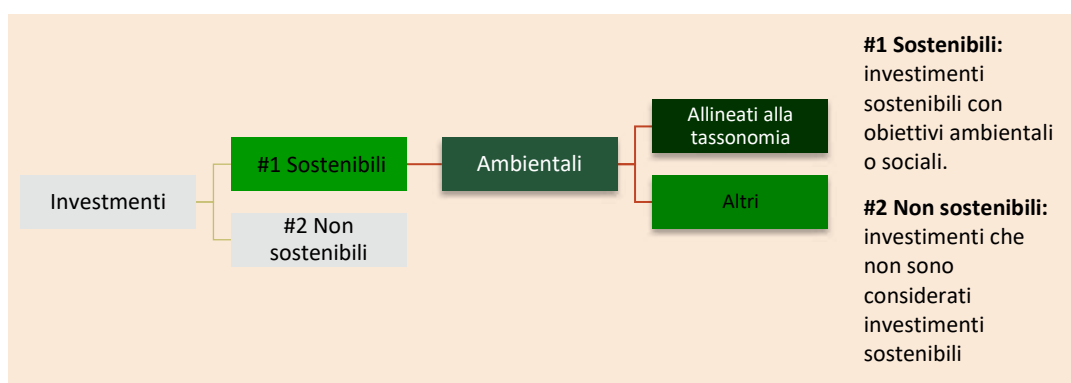 Investmenti
#1 Sostenibili
#2 Non
sostenibili
Ambientali
Allineati alla
tassonomia
Altri
#1 Sostenibili:
investimenti
sostenibili con
obiettivi ambientali
o sociali.
#2 Non sostenibili:
investimenti che
non sono
considerati
investimenti
sostenibili